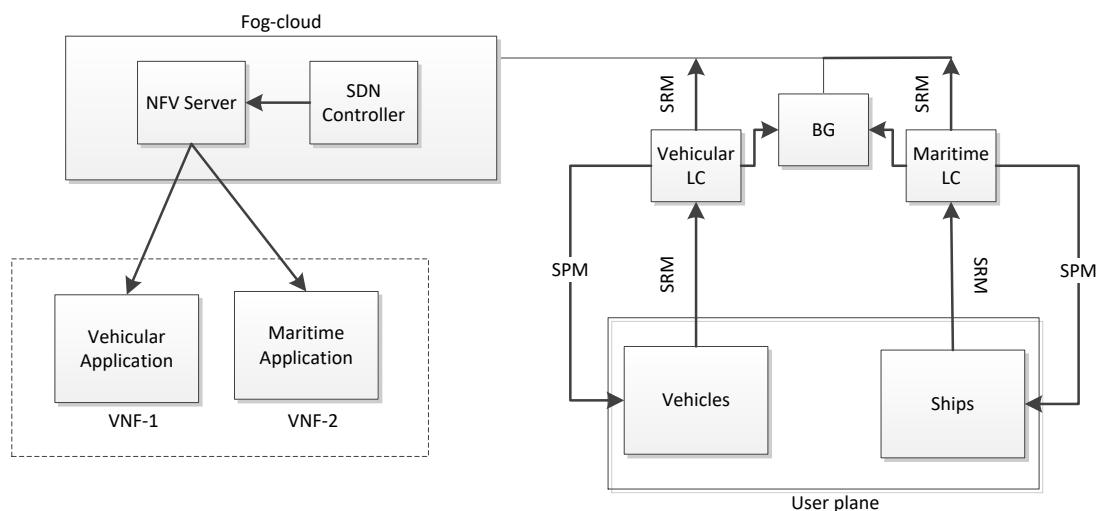 Fog-cloud
NFV Server
SDN
Controller
SRM
BG
SRM
Vehicular
LC
Maritime
LC
SPM
SRM
SRM
SPM
Vehicular
Application
Maritime
Application
VNF-1
VNF-2
Vehicles
Ships
User plane